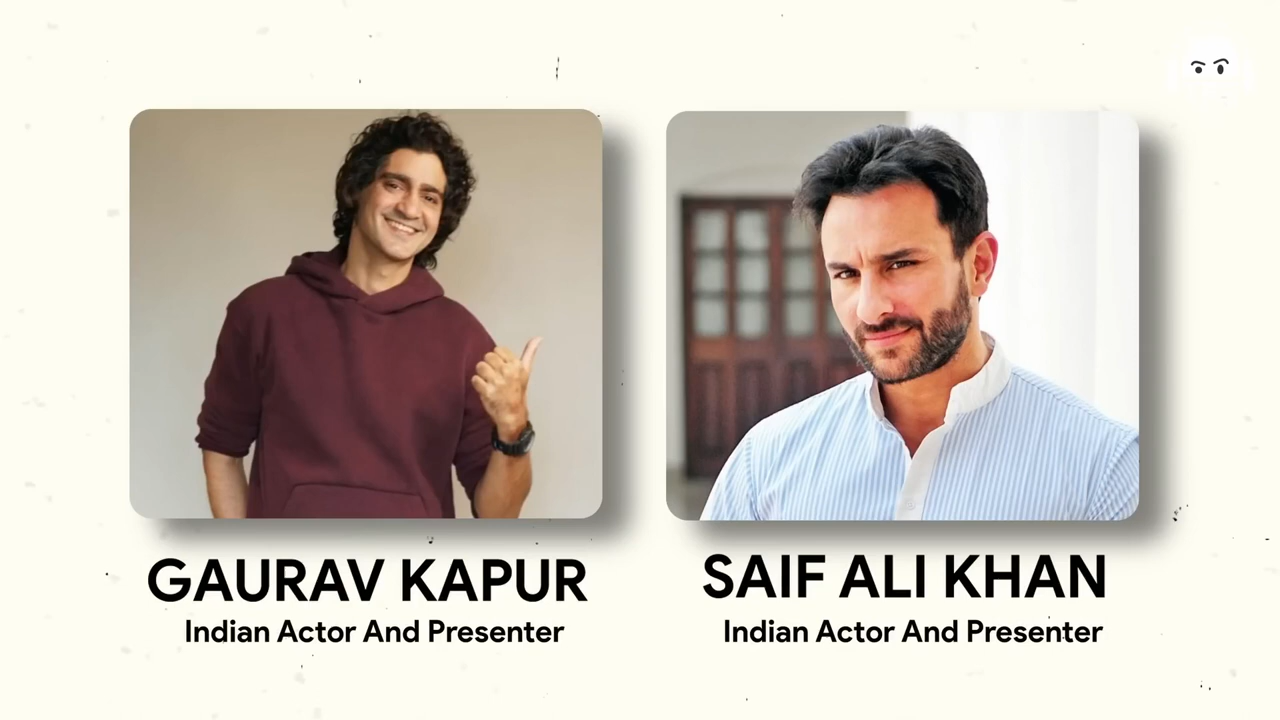 GAURAV KAPUR
Indian Actor And Presenter
SAIF ALI KHAN
Indian Actor And Presenter